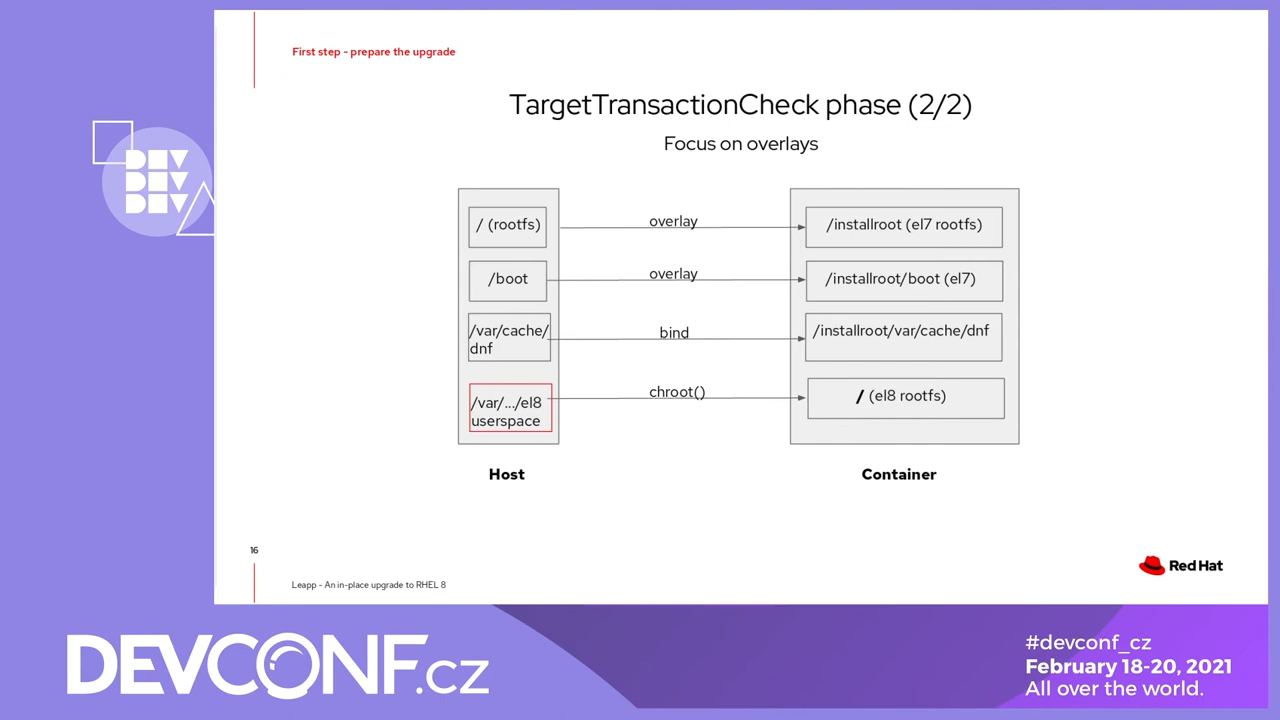 First step - prepare the upgrade
TargetTransactionCheck phase (2/2)
Focus on overlays
/ (rootfs)
overlay
/installroot (el7 rootfs)
/boot
overlay
/installroot/boot (el7)
/var/cache/
dnf
bind
/installroot/var/cache/dnf
/var/.../el8
userspace
chroot()
/ (el8 rootfs)
Host
Container
16
Leapp - An in-place upgrade to RHEL 8
Red Hat
DEV
DEV
DEV
DEVCONF.cz
#devconf_cz
February 18-20, 2021
All over the world.